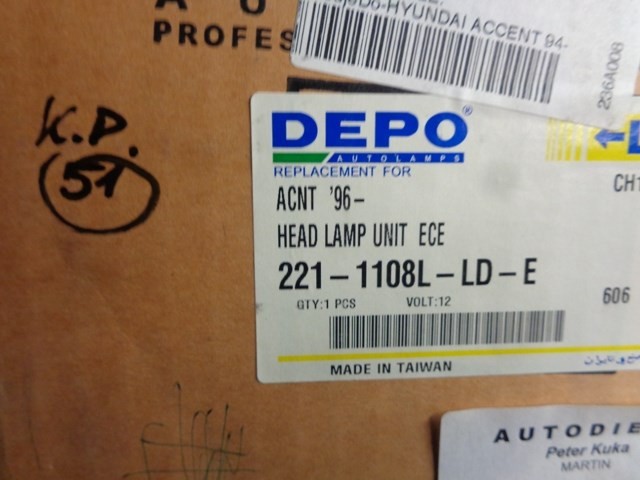 PROFES
HYUNDAI ACCENT 94-
236A008
K.D.
51
DEPO®
AUTOLAMPS
REPLACEMENT FOR
ACNT '96-
CH1
HEAD LAMP UNIT ECE
221-1108L-LD-E
QTY:1 PCS VOLT:12
606
MADE IN TAIWAN
AUTODIE
Peter Kuka
MARTIN